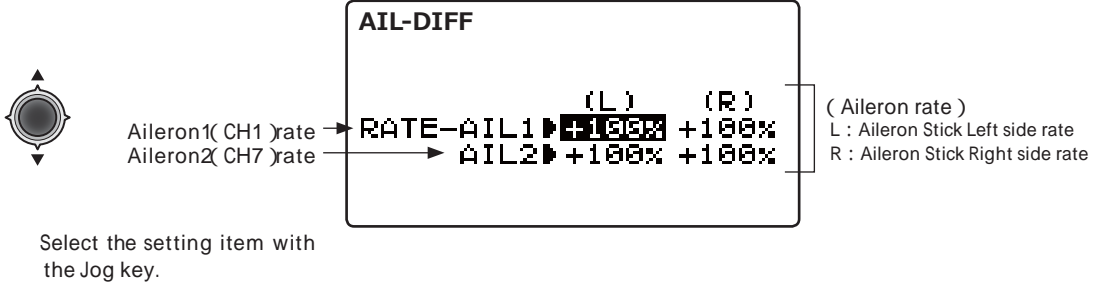 AIL-DIFF
(L) (R)
Aileron1(CH1)rate RATE-AIL1 +100% +100%
Aileron2(CH7)rate AIL2 +100% +100%
(Aileron rate)
L : Aileron Stick Left side rate
R : Aileron Stick Right side rate
Select the setting item with
the Jog key.